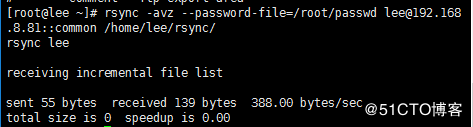 [root@lee ~]# rsync -avz --password-file=/root/passwd lee@192.168
.8.81::common /home/lee/rsync/
rsync lee

receiving incremental file list

sent 55 bytes  received 139 bytes  388.00 bytes/sec
total size is 0  speedup is 0.00
@51CTO博客